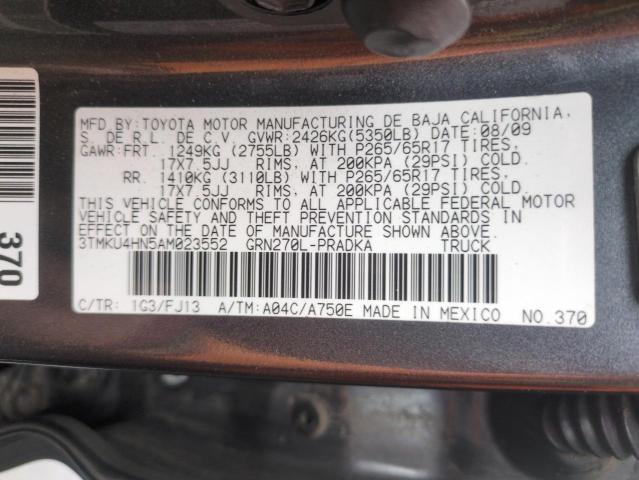 MFD.BY:TOYOTA MOTOR MANUFACTURING DE BAJA CALIFORNIA,
S. DE R.L. DE C.V. GVWR:2426KG(5350LB) DATE:08/09
GAWR:FRT. 1249KG (2755LB) WITH P265/65R17 TIRES,
17X7.5JJ RIMS, AT 200KPA (29PSI) COLD.
RR. 1410KG (3110LB) WITH P265/65R17 TIRES,
17X7.5JJ RIMS, AT 200KPA (29PSI) COLD.
THIS VEHICLE CONFORMS TO ALL APPLICABLE FEDERAL MOTOR
VEHICLE SAFETY AND THEFT PREVENTION STANDARDS IN
EFFECT ON THE DATE OF MANUFACTURE SHOWN ABOVE.
3TMKU4HN5AM023552 GRN270L-PRADKA TRUCK
C/TR: 1G3/FJ13 A/TM:A04C/A750E MADE IN MEXICO NO.370
370